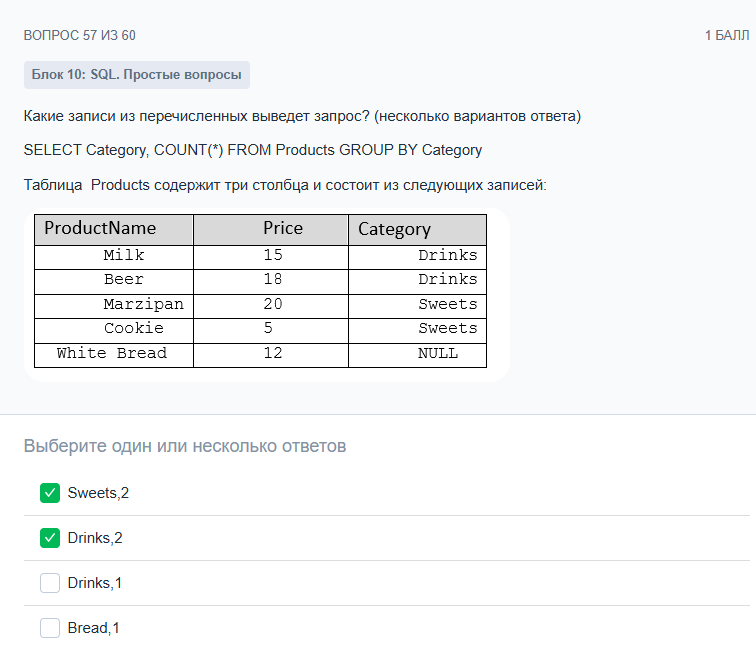 ВОПРОС 57 ИЗ 60 1 БАЛЛ
Блок 10: SQL. Простые вопросы
Какие записи из перечисленных выведет запрос? (несколько вариантов ответа)
SELECT Category, COUNT(*) FROM Products GROUP BY Category
Таблица Products содержит три столбца и состоит из следующих записей:
ProductName Price Category
Milk 15 Drinks
Beer 18 Drinks
Marzipan 20 Sweets
Cookie 5 Sweets
White Bread 12 NULL
Выберите один или несколько ответов
Sweets,2
Drinks,2
Drinks,1
Bread,1